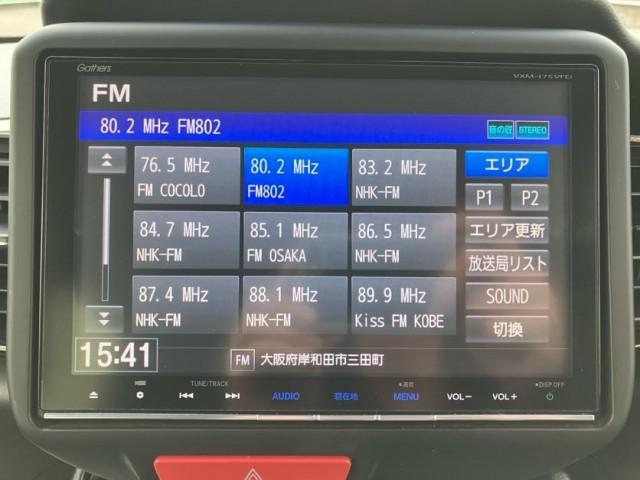 Gathers
VXM-175VFEi
FM
80.2 MHz FM802 音の匠 STEREO
76.5 MHz
FM COCOLO
80.2 MHz
FM802
83.2 MHz
NHK-FM
エリア
P1 P2
84.7 MHz
NHK-FM
85.1 MHz
FM OSAKA
86.5 MHz
NHK-FM
エリア更新
放送局リスト
87.4 MHz
NHK-FM
88.1 MHz
NHK-FM
89.9 MHz
Kiss FM KOBE
SOUND
切換
15:41 FM 大阪府岸和田市三田町
TUNE/TRACK
AUDIO 現在地 MENU VOL− VOL+
DISP OFF